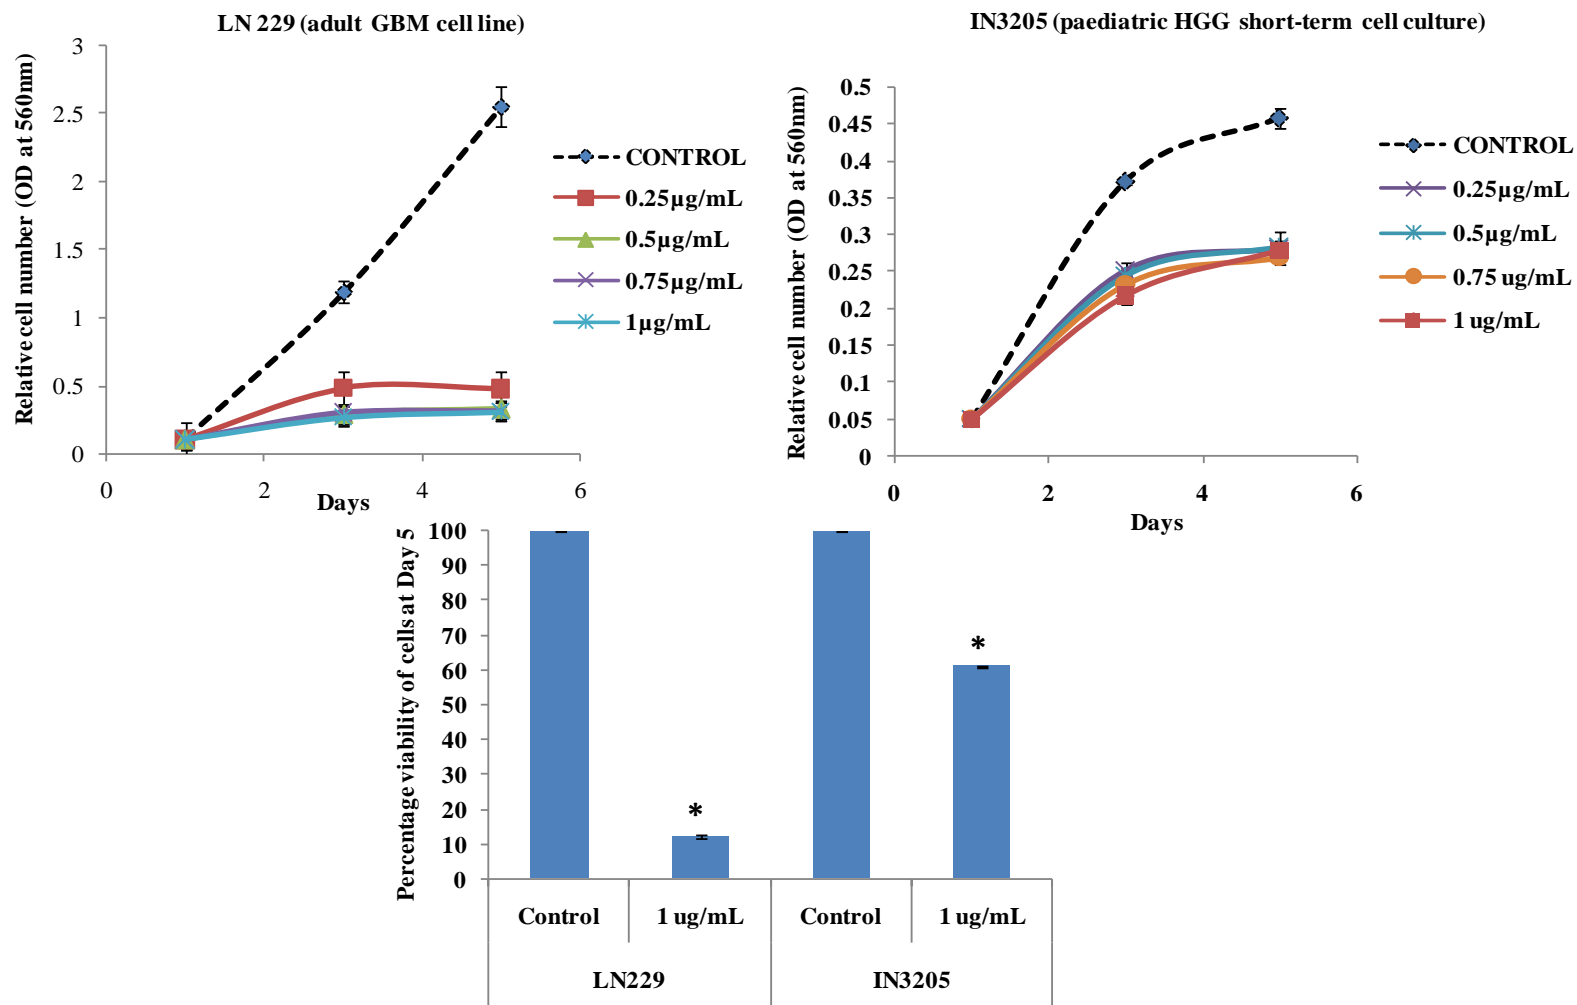 LN 229 (adult GBM cell line)
Relative cell number (OD at 560nm)
3
2.5
2
1.5
1
0.5
0
0
2
4
6
Days
CONTROL
0.25µg/mL
0.5µg/mL
0.75µg/mL
1µg/mL
IN3205 (paediatric HGG short-term cell culture)
Relative cell number (OD at 560nm)
0.5
0.45
0.4
0.35
0.3
0.25
0.2
0.15
0.1
0.05
0
0
2
4
6
Days
CONTROL
0.25µg/mL
0.5µg/mL
0.75 ug/mL
1 ug/mL
Percentage viability of cells at Day 5
100
90
80
70
60
50
40
30
20
10
0
*
*
Control
1 ug/mL
Control
1 ug/mL
LN229
IN3205